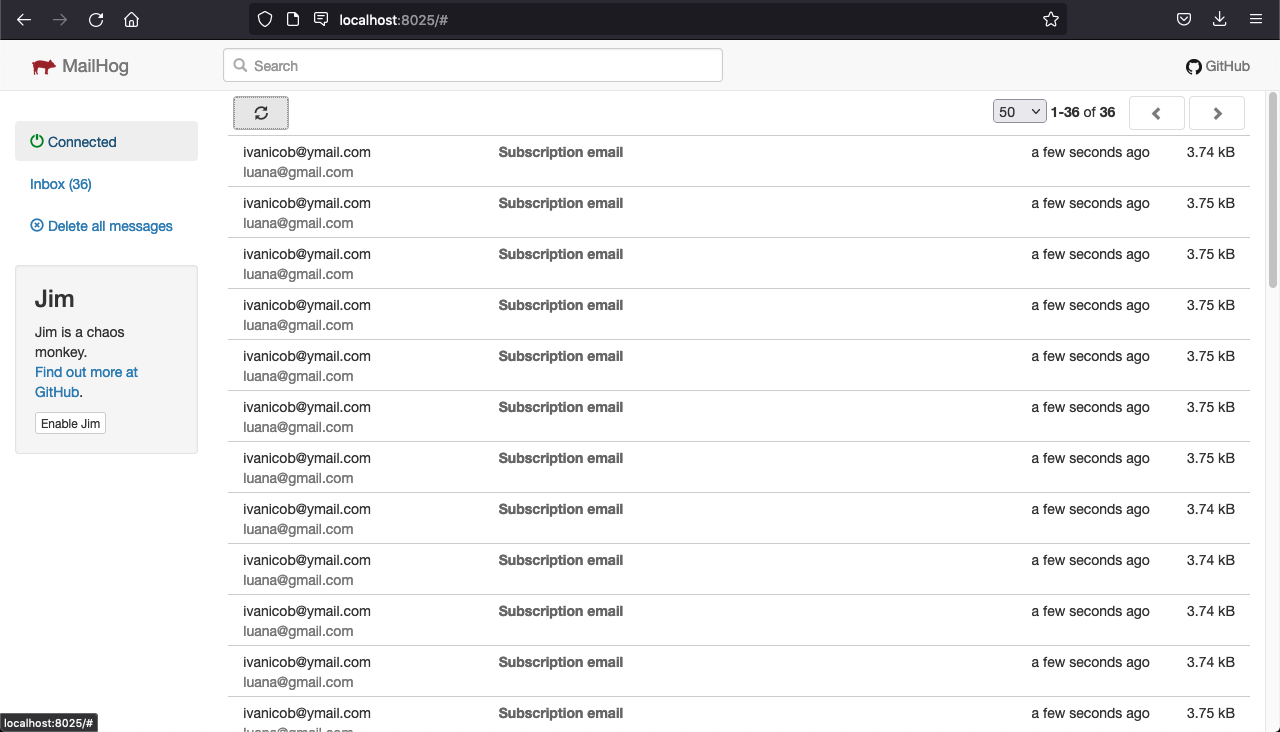 localhost:8025/#
MailHog
Search
GitHub
Connected
Inbox (36)
Delete all messages
Jim
Jim is a chaos
monkey.
Find out more at
GitHub.
Enable Jim
50 1-36 of 36
ivanicob@ymail.com Subscription email a few seconds ago 3.74 kB
luana@gmail.com
ivanicob@ymail.com Subscription email a few seconds ago 3.75 kB
luana@gmail.com
ivanicob@ymail.com Subscription email a few seconds ago 3.75 kB
luana@gmail.com
ivanicob@ymail.com Subscription email a few seconds ago 3.75 kB
luana@gmail.com
ivanicob@ymail.com Subscription email a few seconds ago 3.75 kB
luana@gmail.com
ivanicob@ymail.com Subscription email a few seconds ago 3.75 kB
luana@gmail.com
ivanicob@ymail.com Subscription email a few seconds ago 3.75 kB
luana@gmail.com
ivanicob@ymail.com Subscription email a few seconds ago 3.74 kB
luana@gmail.com
ivanicob@ymail.com Subscription email a few seconds ago 3.74 kB
luana@gmail.com
ivanicob@ymail.com Subscription email a few seconds ago 3.74 kB
luana@gmail.com
ivanicob@ymail.com Subscription email a few seconds ago 3.74 kB
luana@gmail.com
ivanicob@ymail.com Subscription email a few seconds ago 3.75 kB
localhost:8025/#